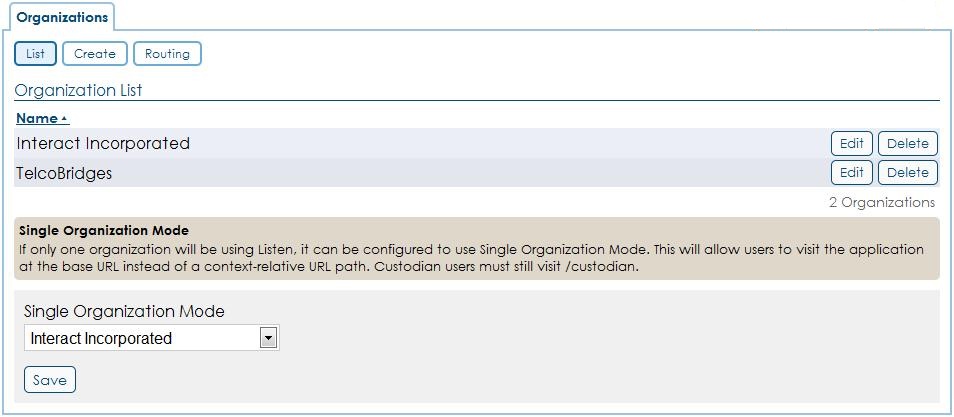 Organizations
List Create Routing
Organization List
Name
Interact Incorporated Edit Delete
TelcoBridges Edit Delete
2 Organizations
Single Organization Mode
If only one organization will be using Listen, it can be configured to use Single Organization Mode. This will allow users to visit the application
at the base URL instead of a context-relative URL path. Custodian users must still visit /custodian.
Single Organization Mode
Interact Incorporated
Save